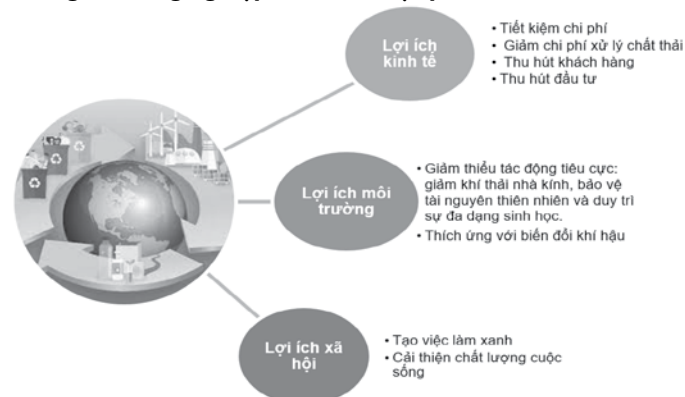 Lợi ích
kinh tế
• Tiết kiệm chi phí
• Giảm chi phí xử lý chất thải
• Thu hút khách hàng
• Thu hút đầu tư
Lợi ích môi
trường
• Giảm thiểu tác động tiêu cực:
giảm khí thải nhà kính, bảo vệ
tài nguyên thiên nhiên và duy trì
sự đa dạng sinh học.
• Thích ứng với biến đổi khí hậu
Lợi ích xã
hội
• Tạo việc làm xanh
• Cải thiện chất lượng cuộc
sống